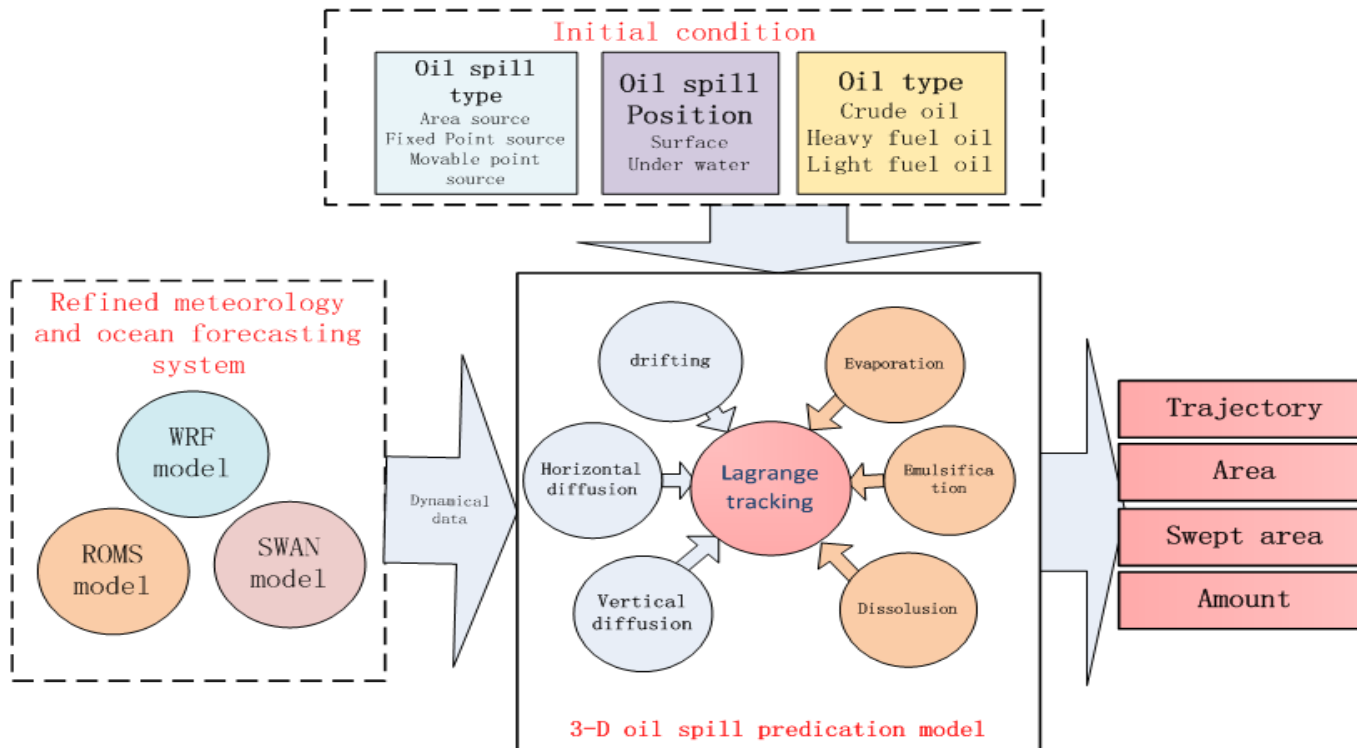 Initial condition
Oil spill
type
Area source
Fixed Point source
Movable point
source
Oil spill
Position
Surface
Under water
Oil type
Crude oil
Heavy fuel oil
Light fuel oil
Refined meteorology
and ocean forecasting
system
WRF
model
ROMS
model
SWAN
model
Dynamical
data
drifting
Horizontal
diffusion
Vertical
diffusion
Lagrange
tracking
Evaporation
Emulsifica
tion
Dissolusion
3-D oil spill predication model
Trajectory
Area
Swept area
Amount